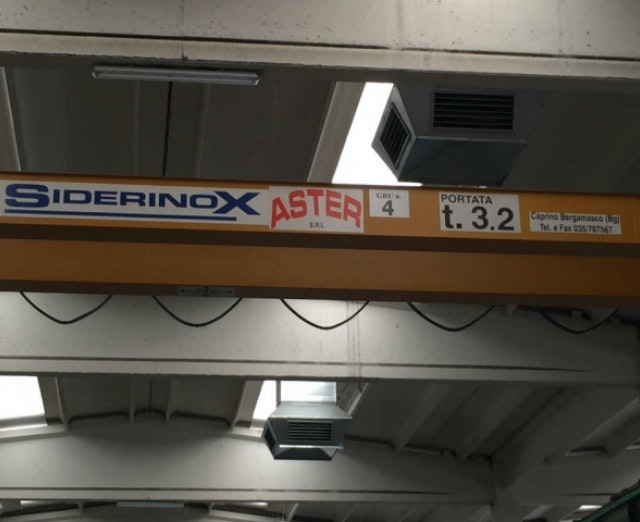 SIDERINOX
ASTER
S.R.L
GRU n.
4
PORTATA
t. 3.2
Caprino Bergamasco (Bg)
Tel. e Fax 035/787567